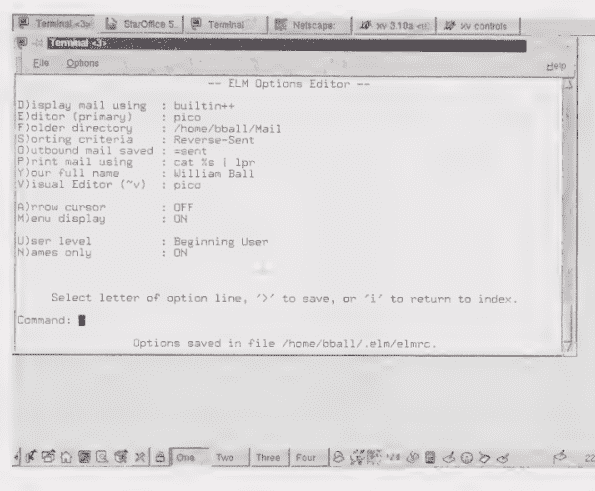 Terminal <3> StarOffice 5. Terminal Netscape: xv 3.10a xv controls
Terminal <3>
File Options Help
-- ELM Options Editor --
D)isplay mail using : builtin++
E)ditor (primary) : pico
F)older directory : /home/bball/Mail
S)orting criteria : Reverse-Sent
O)utbound mail saved : =sent
P)rint mail using : cat %s | lpr
Y)our full name : William Ball
V)isual Editor (~v) : pico
A)rrow cursor : OFF
M)enu display : ON
U)ser level : Beginning User
N)ames only : ON
Select letter of option line, '>' to save, or 'i' to return to index.
Command:
Options saved in file /home/bball/.elm/elmrc.
One Two Three Four 22